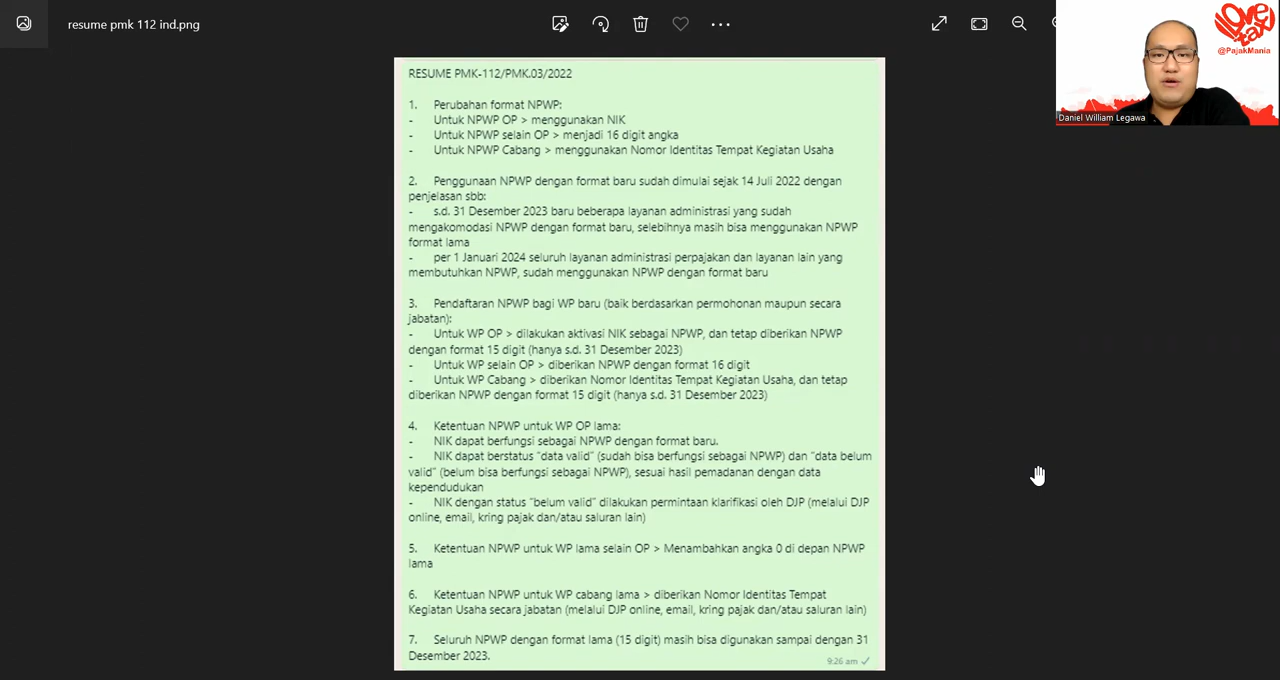 resume pmk 112 ind.png
I love tax
@PajakMania
Daniel William Legawa
RESUME PMK-112/PMK.03/2022
1. Perubahan format NPWP:
- Untuk NPWP OP > menggunakan NIK
- Untuk NPWP selain OP > menjadi 16 digit angka
- Untuk NPWP Cabang > menggunakan Nomor Identitas Tempat Kegiatan Usaha
2. Penggunaan NPWP dengan format baru sudah dimulai sejak 14 Juli 2022 dengan
penjelasan sbb:
- s.d. 31 Desember 2023 baru beberapa layanan administrasi yang sudah
mengakomodasi NPWP dengan format baru, selebihnya masih bisa menggunakan NPWP
format lama
- per 1 Januari 2024 seluruh layanan administrasi perpajakan dan layanan lain yang
membutuhkan NPWP, sudah menggunakan NPWP dengan format baru
3. Pendaftaran NPWP bagi WP baru (baik berdasarkan permohonan maupun secara
jabatan):
- Untuk WP OP > dilakukan aktivasi NIK sebagai NPWP, dan tetap diberikan NPWP
dengan format 15 digit (hanya s.d. 31 Desember 2023)
- Untuk WP selain OP > diberikan NPWP dengan format 16 digit
- Untuk WP Cabang > diberikan Nomor Identitas Tempat Kegiatan Usaha, dan tetap
diberikan NPWP dengan format 15 digit (hanya s.d. 31 Desember 2023)
4. Ketentuan NPWP untuk WP OP lama:
- NIK dapat berfungsi sebagai NPWP dengan format baru.
- NIK dapat berstatus "data valid" (sudah bisa berfungsi sebagai NPWP) dan "data belum
valid" (belum bisa berfungsi sebagai NPWP), sesuai hasil pemadanan dengan data
kependudukan
- NIK dengan status "belum valid" dilakukan permintaan klarifikasi oleh DJP (melalui DJP
online, email, kring pajak dan/atau saluran lain)
5. Ketentuan NPWP untuk WP lama selain OP > Menambahkan angka 0 di depan NPWP
lama
6. Ketentuan NPWP untuk WP cabang lama > diberikan Nomor Identitas Tempat
Kegiatan Usaha secara jabatan (melalui DJP online, email, kring pajak dan/atau saluran lain)
7. Seluruh NPWP dengan format lama (15 digit) masih bisa digunakan sampai dengan 31
Desember 2023.
9:26 am